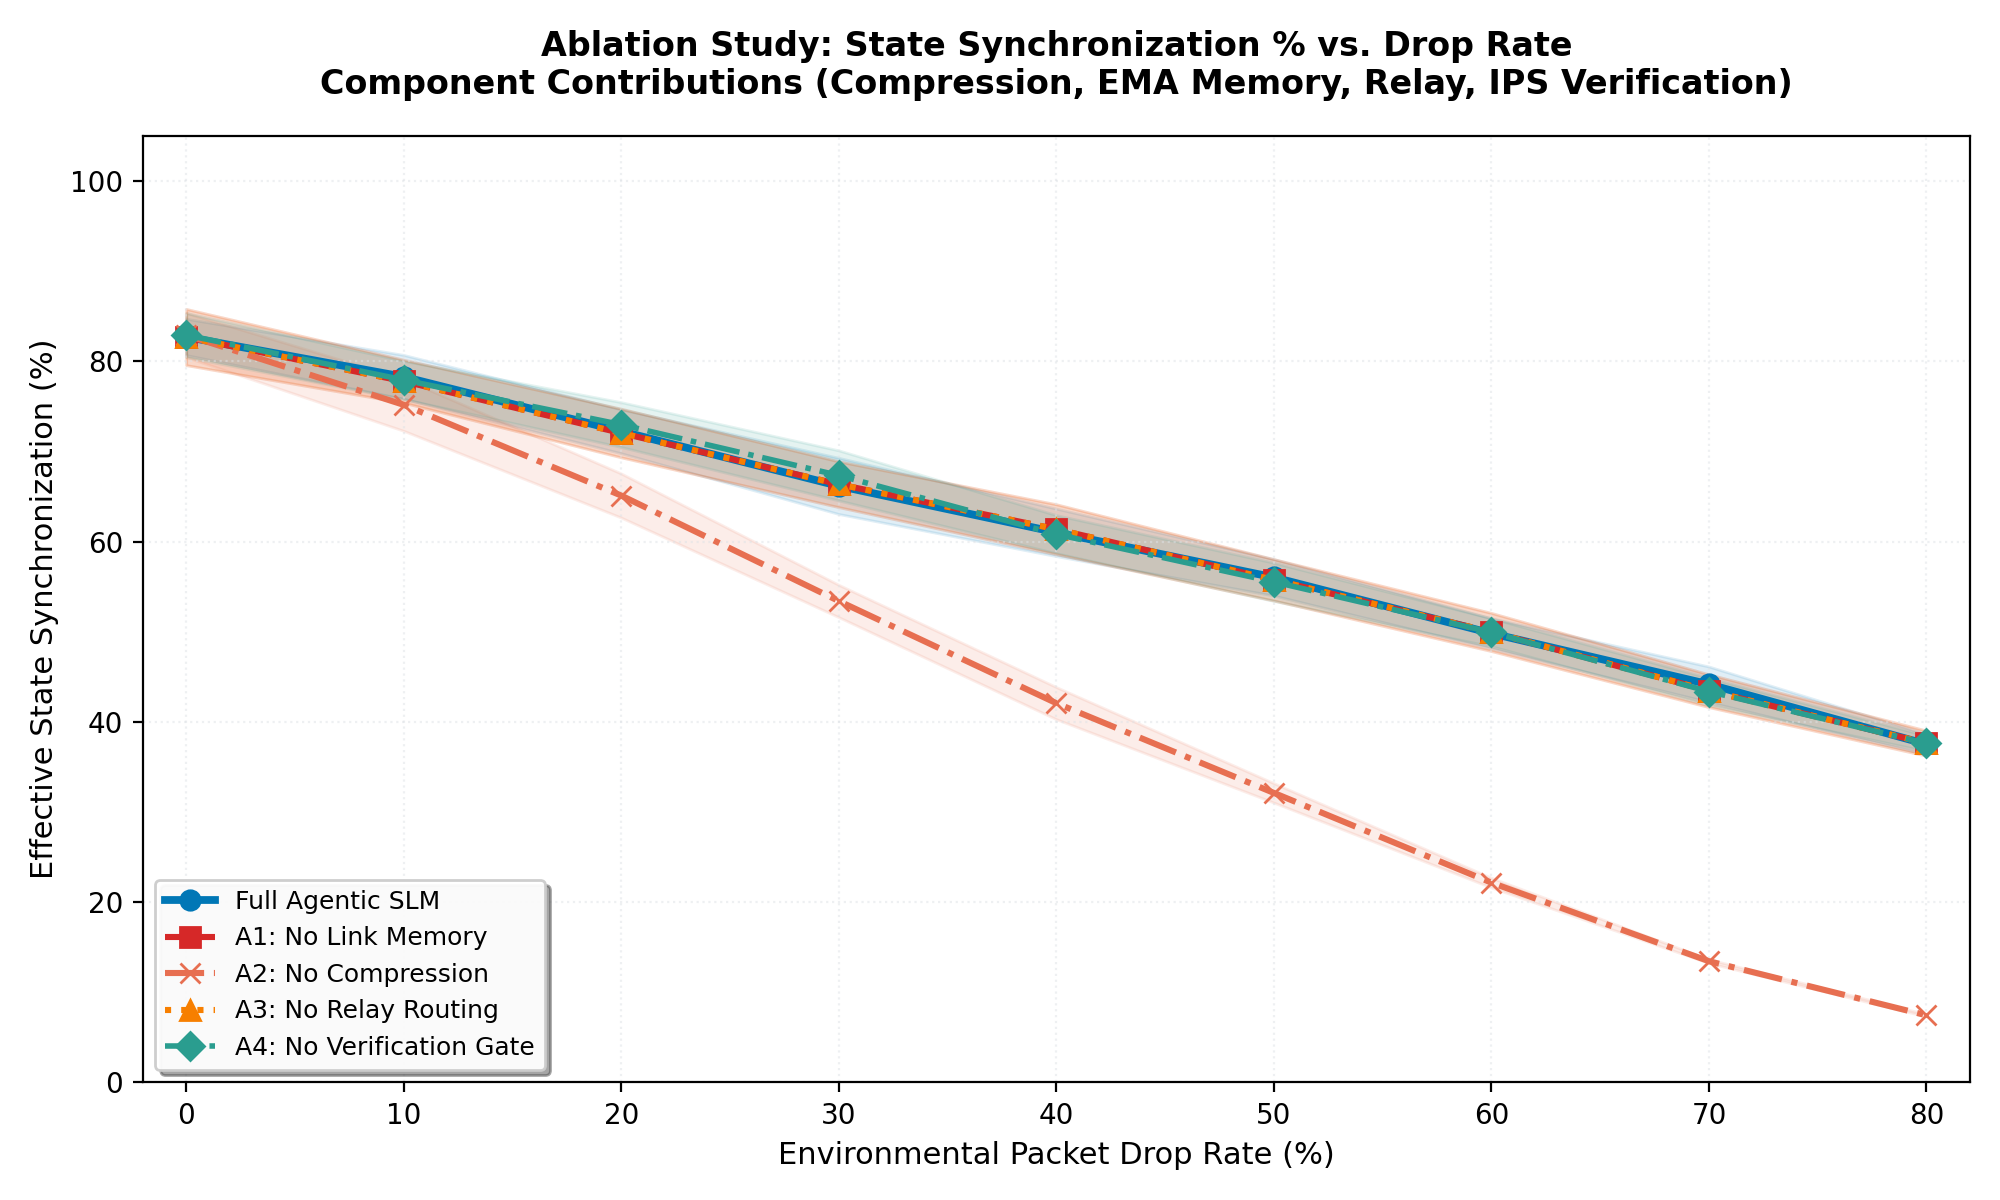 Ablation Study: State Synchronization % vs. Drop Rate
Component Contributions (Compression, EMA Memory, Relay, IPS Verification)
Effective State Synchronization (%)
100
80
60
40
20
0
Full Agentic SLM
A1: No Link Memory
A2: No Compression
A3: No Relay Routing
A4: No Verification Gate
0 10 20 30 40 50 60 70 80
Environmental Packet Drop Rate (%)